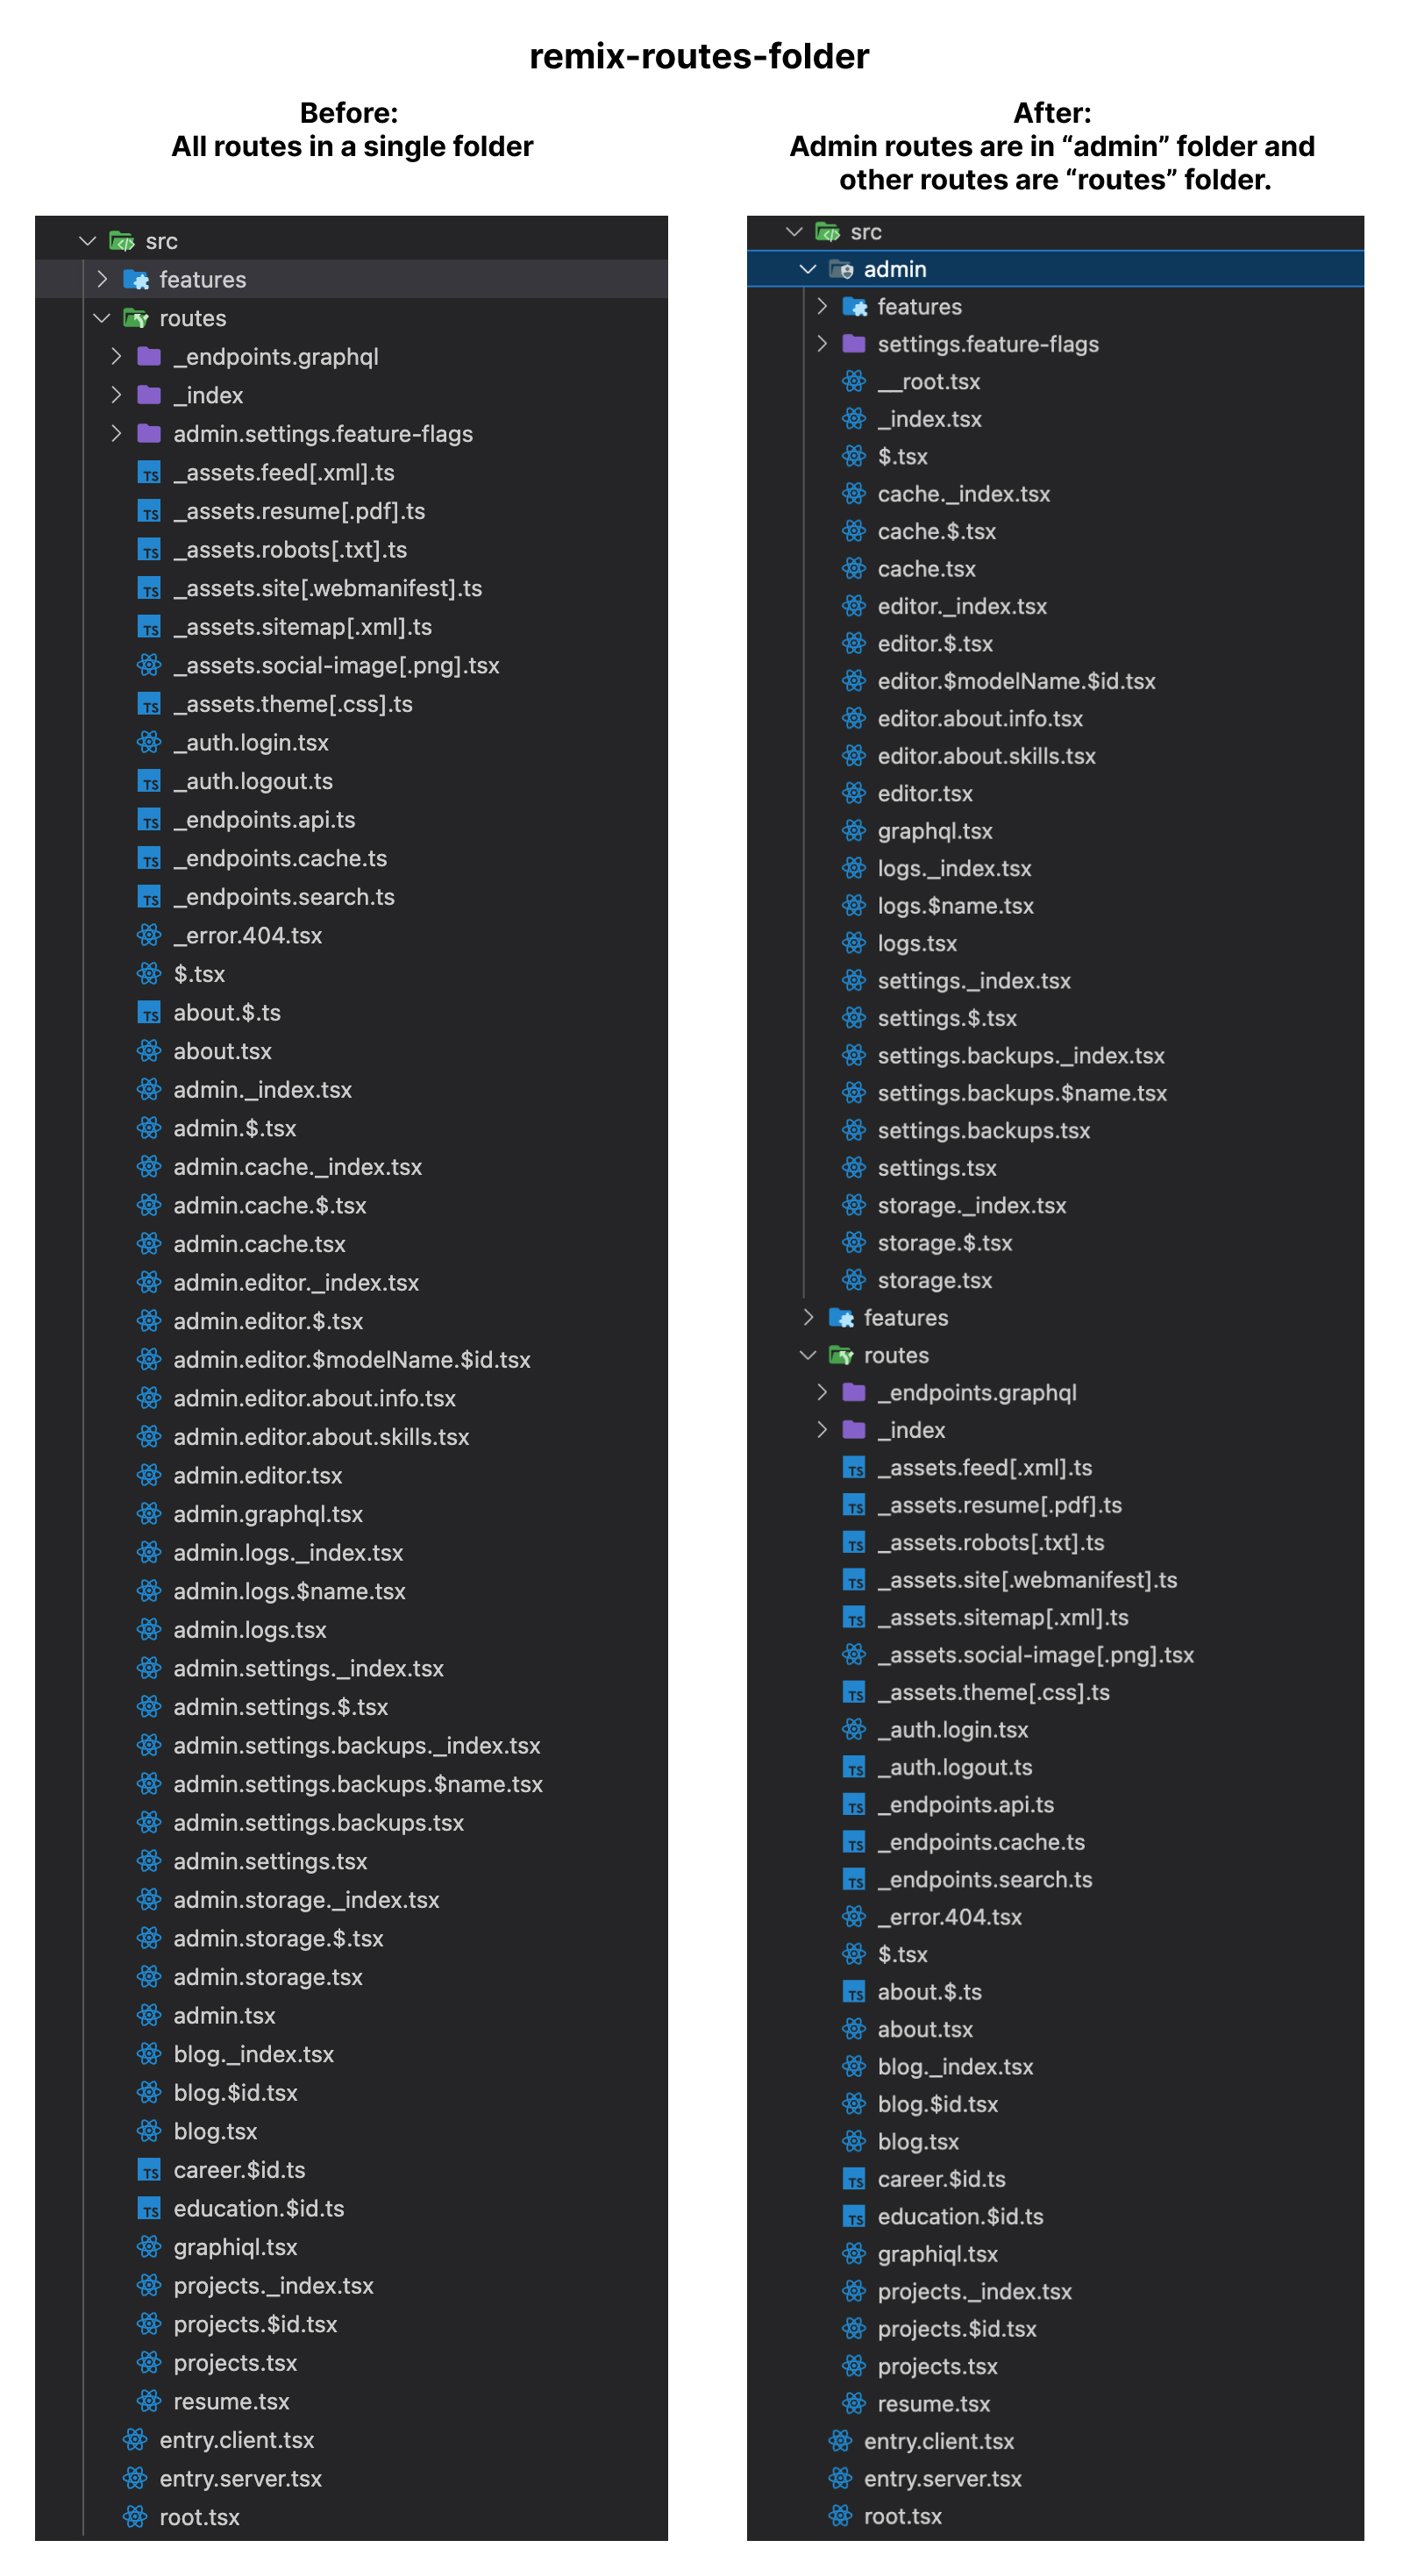 remix-routes-folder
Before:
All routes in a single folder
src
features
routes
_endpoints.graphql
_index
admin.settings.feature-flags
_assets.feed[.xml].ts
_assets.resume[.pdf].ts
_assets.robots[.txt].ts
_assets.site[.webmanifest].ts
_assets.sitemap[.xml].ts
_assets.social-image[.png].tsx
_assets.theme[.css].ts
_auth.login.tsx
_auth.logout.ts
_endpoints.api.ts
_endpoints.cache.ts
_endpoints.search.ts
_error.404.tsx
$.tsx
about.$.ts
about.tsx
admin._index.tsx
admin.$.tsx
admin.cache._index.tsx
admin.cache.$.tsx
admin.cache.tsx
admin.editor._index.tsx
admin.editor.$.tsx
admin.editor.$modelName.$id.tsx
admin.editor.about.info.tsx
admin.editor.about.skills.tsx
admin.editor.tsx
admin.graphql.tsx
admin.logs._index.tsx
admin.logs.$name.tsx
admin.logs.tsx
admin.settings._index.tsx
admin.settings.$.tsx
admin.settings.backups._index.tsx
admin.settings.backups.$name.tsx
admin.settings.backups.tsx
admin.settings.tsx
admin.storage._index.tsx
admin.storage.$.tsx
admin.storage.tsx
admin.tsx
blog._index.tsx
blog.$id.tsx
blog.tsx
career.$id.ts
education.$id.ts
graphiql.tsx
projects._index.tsx
projects.$id.tsx
projects.tsx
resume.tsx
entry.client.tsx
entry.server.tsx
root.tsx
After:
Admin routes are in “admin” folder and
other routes are “routes” folder.
src
admin
features
settings.feature-flags
__root.tsx
_index.tsx
$.tsx
cache._index.tsx
cache.$.tsx
cache.tsx
editor._index.tsx
editor.$.tsx
editor.$modelName.$id.tsx
editor.about.info.tsx
editor.about.skills.tsx
editor.tsx
graphql.tsx
logs._index.tsx
logs.$name.tsx
logs.tsx
settings._index.tsx
settings.$.tsx
settings.backups._index.tsx
settings.backups.$name.tsx
settings.backups.tsx
settings.tsx
storage._index.tsx
storage.$.tsx
storage.tsx
features
routes
_endpoints.graphql
_index
_assets.feed[.xml].ts
_assets.resume[.pdf].ts
_assets.robots[.txt].ts
_assets.site[.webmanifest].ts
_assets.sitemap[.xml].ts
_assets.social-image[.png].tsx
_assets.theme[.css].ts
_auth.login.tsx
_auth.logout.ts
_endpoints.api.ts
_endpoints.cache.ts
_endpoints.search.ts
_error.404.tsx
$.tsx
about.$.ts
about.tsx
blog._index.tsx
blog.$id.tsx
blog.tsx
career.$id.ts
education.$id.ts
graphiql.tsx
projects._index.tsx
projects.$id.tsx
projects.tsx
resume.tsx
entry.client.tsx
entry.server.tsx
root.tsx